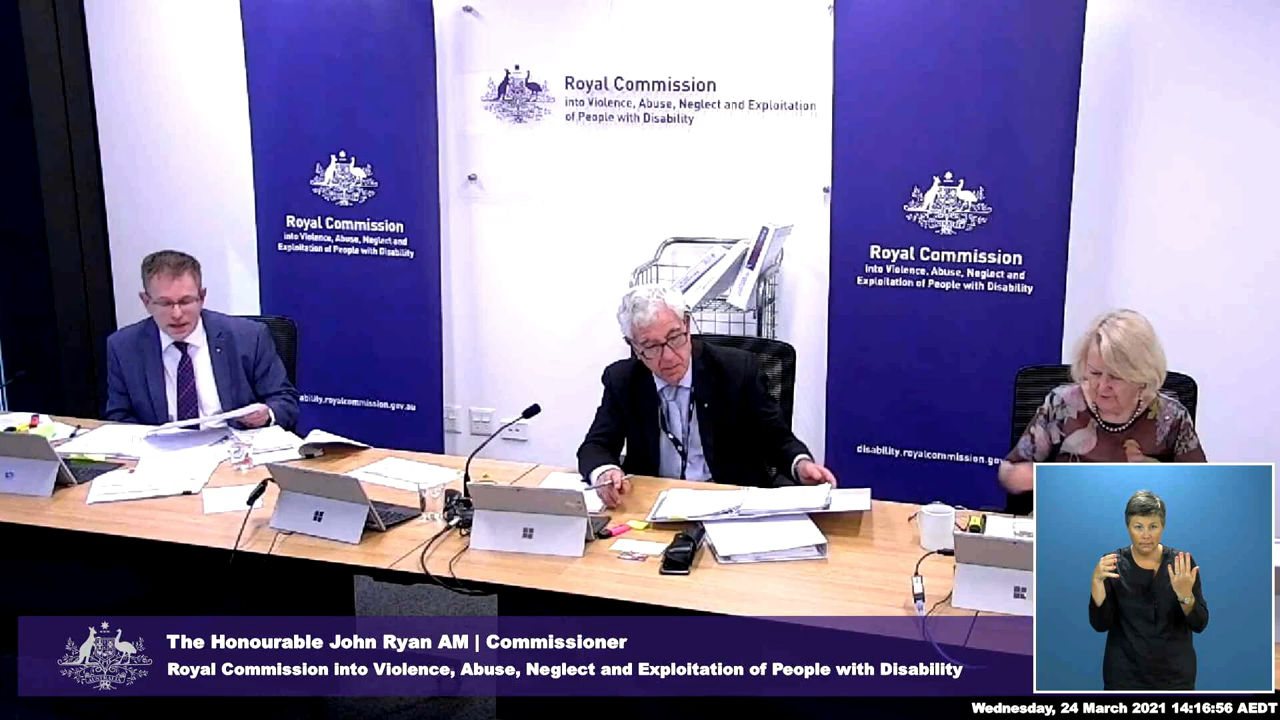 Royal Commission
into Violence, Abuse, Neglect and Exploitation
of People with Disability
Royal Commission
into Violence, Abuse, Neglect and
Exploitation of People with Disability
ability.royalcommission.gov.au
Royal Commission
into Violence, Abuse, Neglect and
Exploitation of People with Disability
disability.royalcommission.gov
The Honourable John Ryan AM | Commissioner
Royal Commission into Violence, Abuse, Neglect and Exploitation of People with Disability
AUSTRALIA
Wednesday, 24 March 2021 14:16:56 AEDT